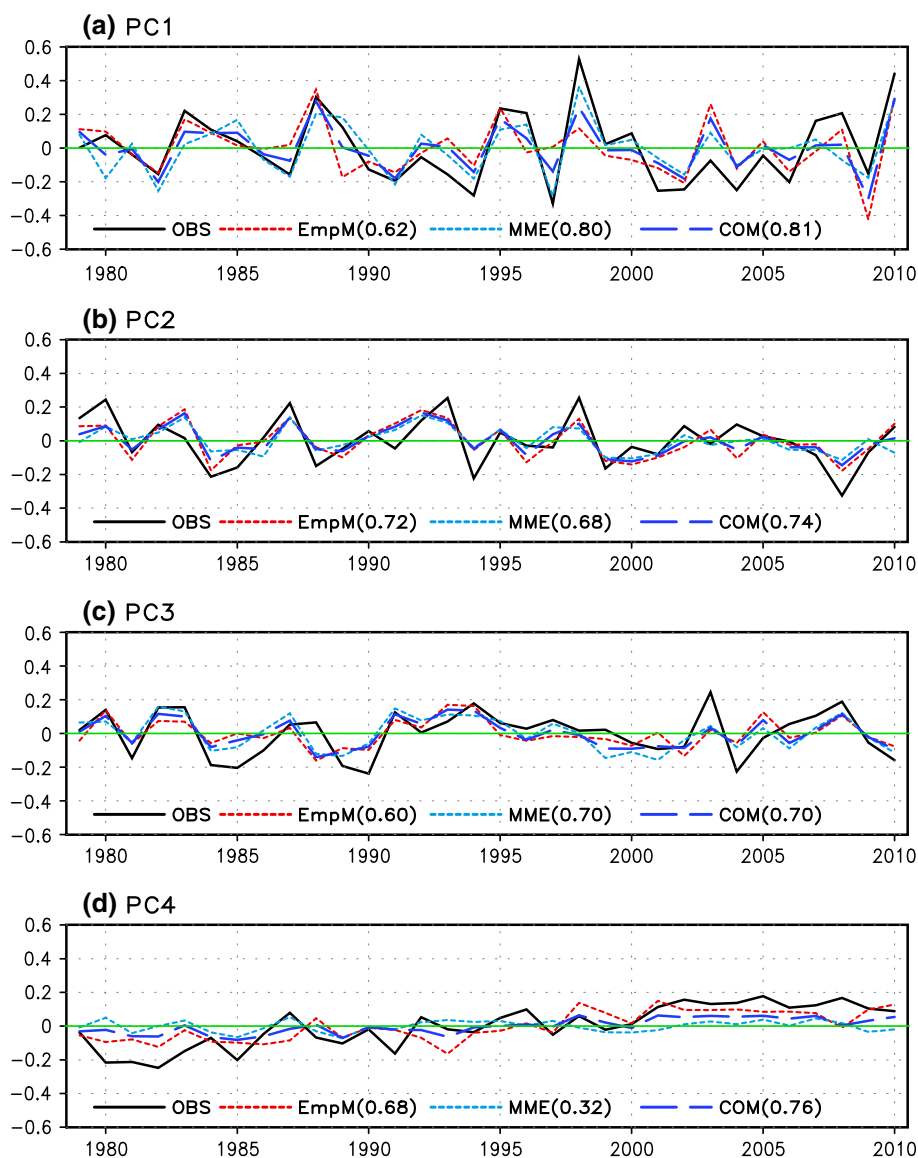 (a) PC1
0.6
0.4
0.2
0
−0.2
−0.4
−0.6
OBS EmpM(0.62) MME(0.80) COM(0.81)
1980 1985 1990 1995 2000 2005 2010
(b) PC2
0.6
0.4
0.2
0
−0.2
−0.4
−0.6
OBS EmpM(0.72) MME(0.68) COM(0.74)
1980 1985 1990 1995 2000 2005 2010
(c) PC3
0.6
0.4
0.2
0
−0.2
−0.4
−0.6
OBS EmpM(0.60) MME(0.70) COM(0.70)
1980 1985 1990 1995 2000 2005 2010
(d) PC4
0.6
0.4
0.2
0
−0.2
−0.4
−0.6
OBS EmpM(0.68) MME(0.32) COM(0.76)
1980 1985 1990 1995 2000 2005 2010